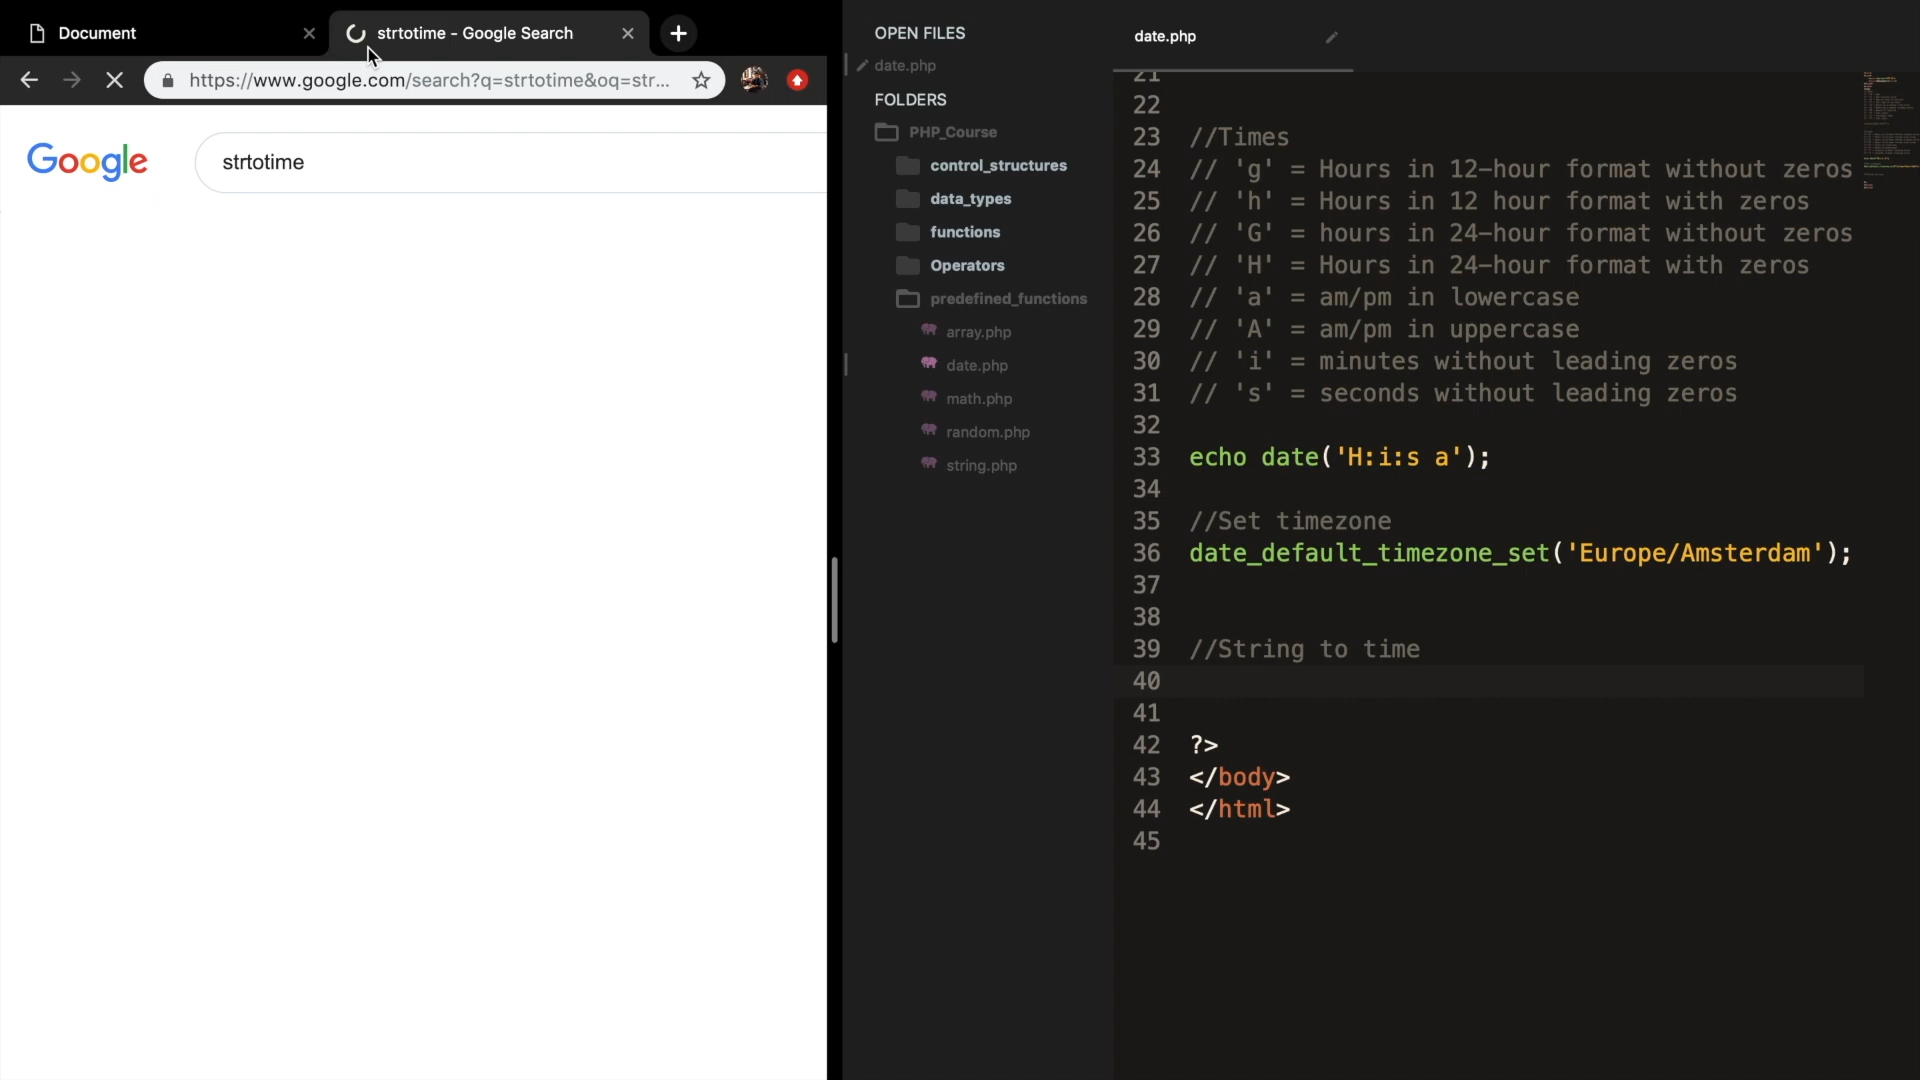 Document
strtotime - Google Search
https://www.google.com/search?q=strtotime&oq=str...
Google
strtotime
OPEN FILES
date.php
FOLDERS
PHP_Course
control_structures
data_types
functions
Operators
predefined_functions
array.php
date.php
math.php
random.php
string.php
date.php
21
22
23 //Times
24 // 'g' = Hours in 12-hour format without zeros
25 // 'h' = Hours in 12 hour format with zeros
26 // 'G' = hours in 24-hour format without zeros
27 // 'H' = Hours in 24-hour format with zeros
28 // 'a' = am/pm in lowercase
29 // 'A' = am/pm in uppercase
30 // 'i' = minutes without leading zeros
31 // 's' = seconds without leading zeros
32
33 echo date('H:i:s a');
34
35 //Set timezone
36 date_default_timezone_set('Europe/Amsterdam');
37
38
39 //String to time
40
41
42 ?>
43 </body>
44 </html>
45